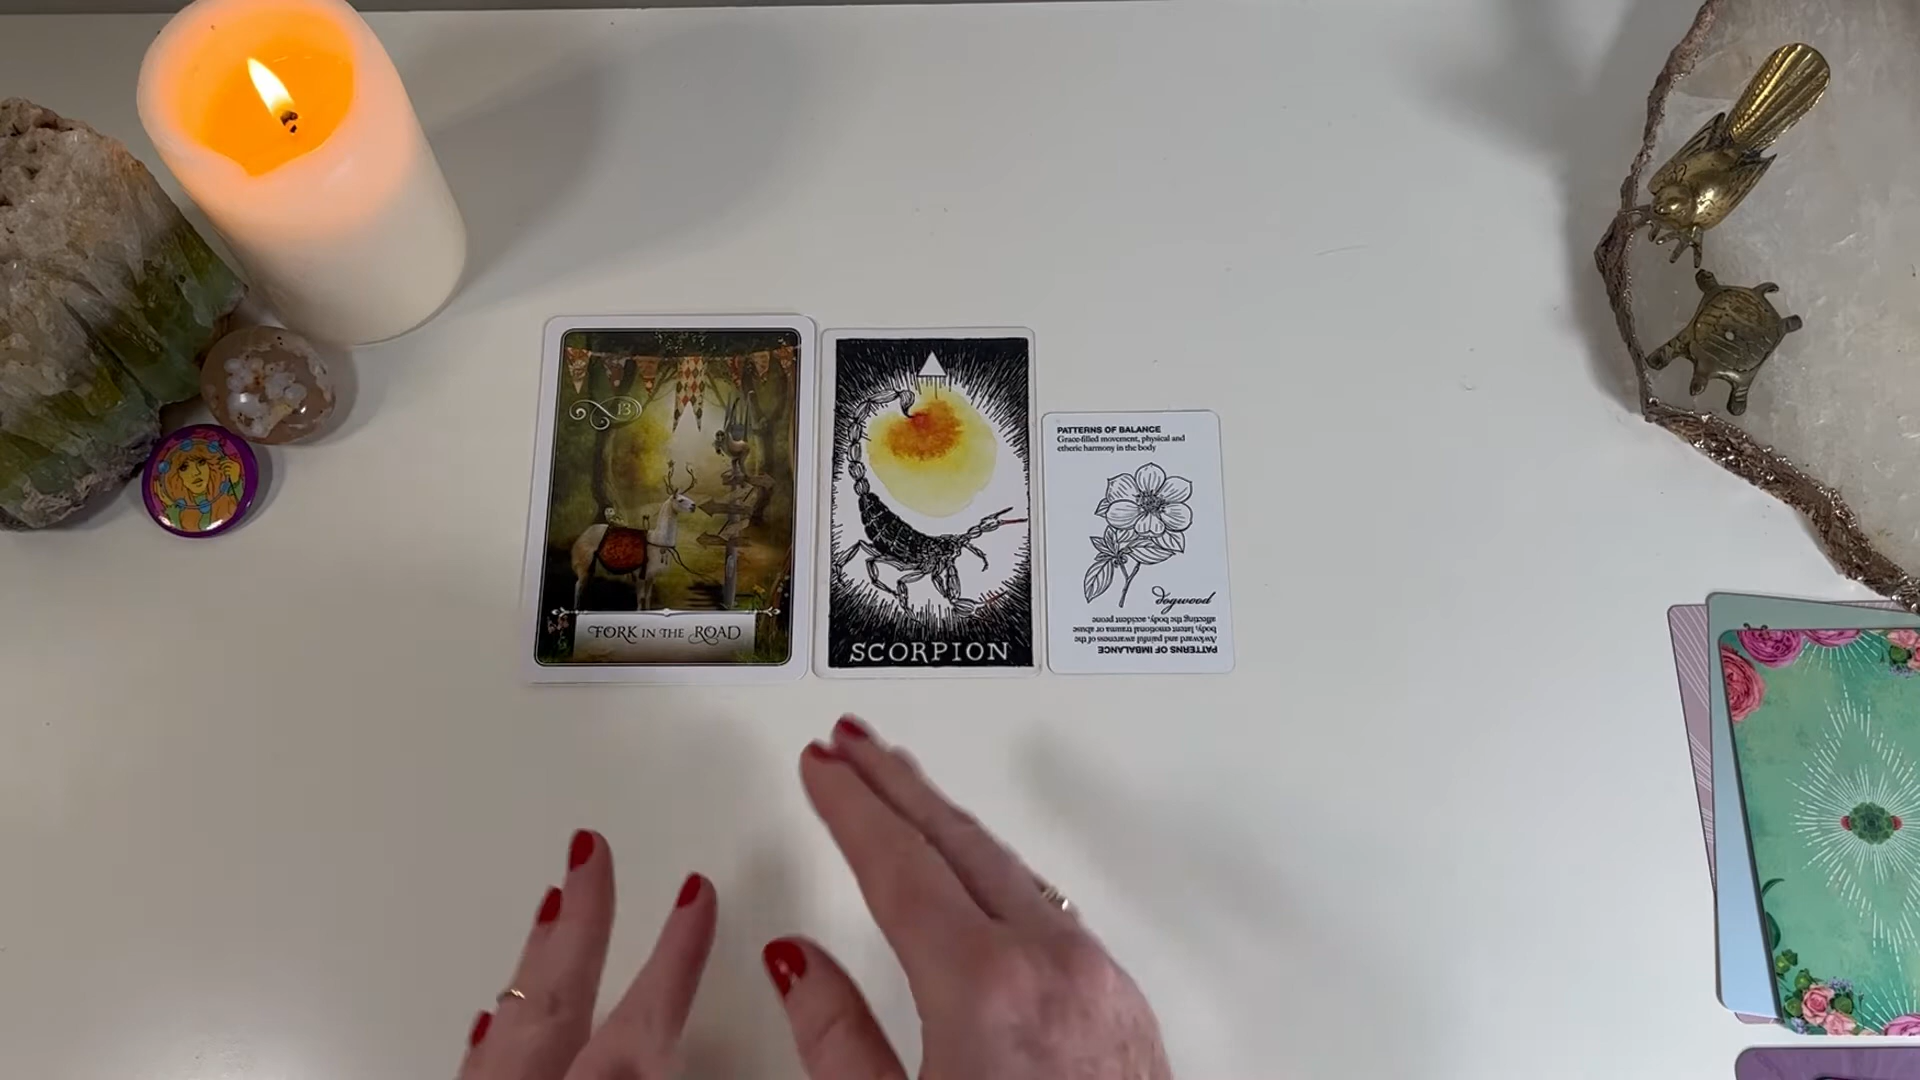 13
FORK IN THE ROAD
SCORPION
PATTERNS OF BALANCE
Grace-filled movement, physical and
etheric harmony in the body
dogwood
PATTERNS OF IMBALANCE
Awkward and painful awareness of the
body, latent emotional trauma or abuse
affecting the body, accident prone